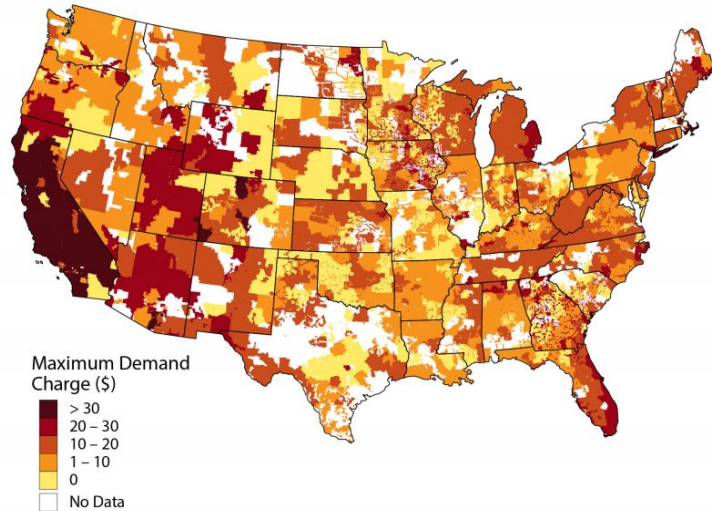 Maximum Demand
Charge ($)
> 30
20 – 30
10 – 20
1 – 10
0
No Data